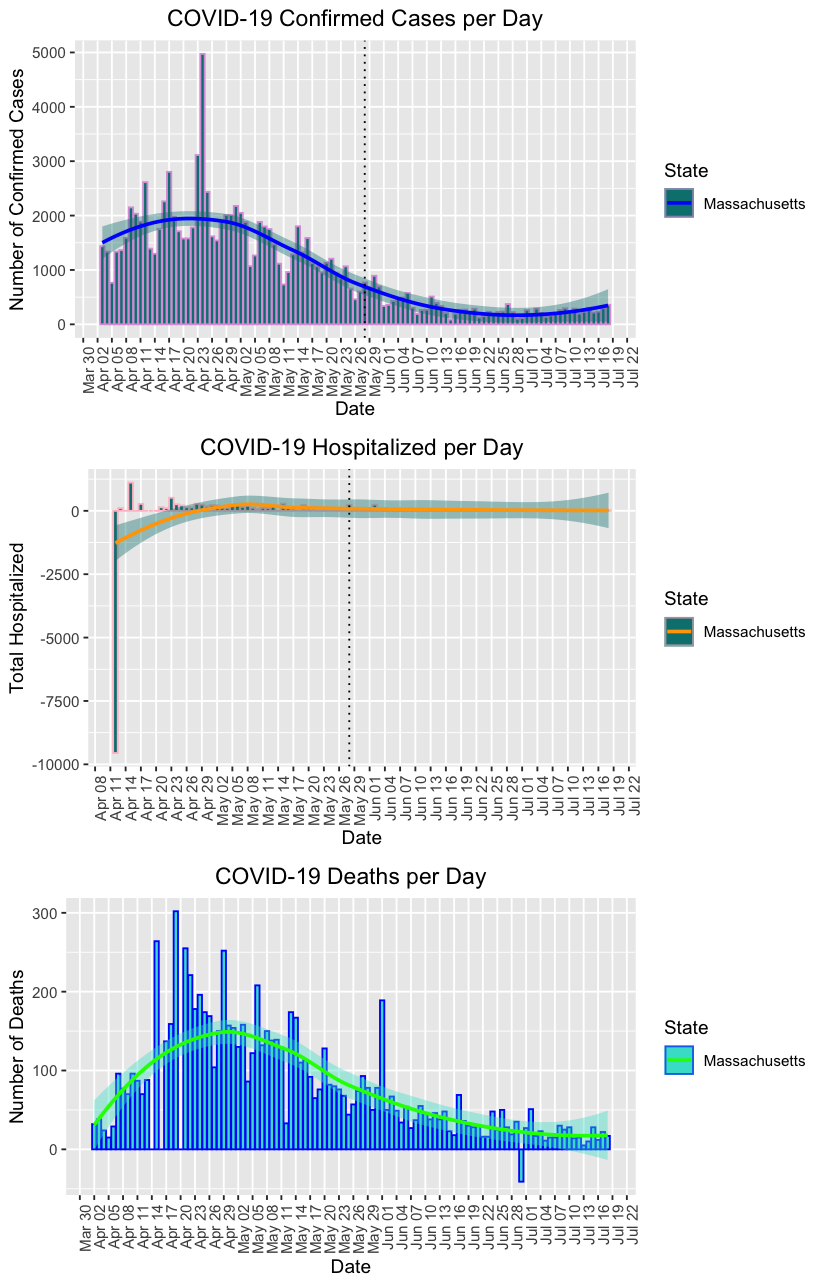 COVID-19 Confirmed Cases per Day
Number of Confirmed Cases
5000
4000
3000
2000
1000
0
Mar 30
Apr 02
Apr 05
Apr 08
Apr 11
Apr 14
Apr 17
Apr 20
Apr 23
Apr 26
Apr 29
May 02
May 05
May 08
May 11
May 14
May 17
May 20
May 23
May 26
May 29
Jun 01
Jun 04
Jun 07
Jun 10
Jun 13
Jun 16
Jun 19
Jun 22
Jun 25
Jun 28
Jul 01
Jul 04
Jul 07
Jul 10
Jul 13
Jul 16
Jul 19
Jul 22
Date
State
Massachusetts
COVID-19 Hospitalized per Day
Total Hospitalized
0
-2500
-5000
-7500
-10000
Apr 08
Apr 11
Apr 14
Apr 17
Apr 20
Apr 23
Apr 26
Apr 29
May 02
May 05
May 08
May 11
May 14
May 17
May 20
May 23
May 26
May 29
Jun 01
Jun 04
Jun 07
Jun 10
Jun 13
Jun 16
Jun 19
Jun 22
Jun 25
Jun 28
Jul 01
Jul 04
Jul 07
Jul 10
Jul 13
Jul 16
Jul 19
Jul 22
Date
State
Massachusetts
COVID-19 Deaths per Day
Number of Deaths
300
200
100
0
Mar 30
Apr 02
Apr 05
Apr 08
Apr 11
Apr 14
Apr 17
Apr 20
Apr 23
Apr 26
Apr 29
May 02
May 05
May 08
May 11
May 14
May 17
May 20
May 23
May 26
May 29
Jun 01
Jun 04
Jun 07
Jun 10
Jun 13
Jun 16
Jun 19
Jun 22
Jun 25
Jun 28
Jul 01
Jul 04
Jul 07
Jul 10
Jul 13
Jul 16
Jul 19
Jul 22
Date
State
Massachusetts